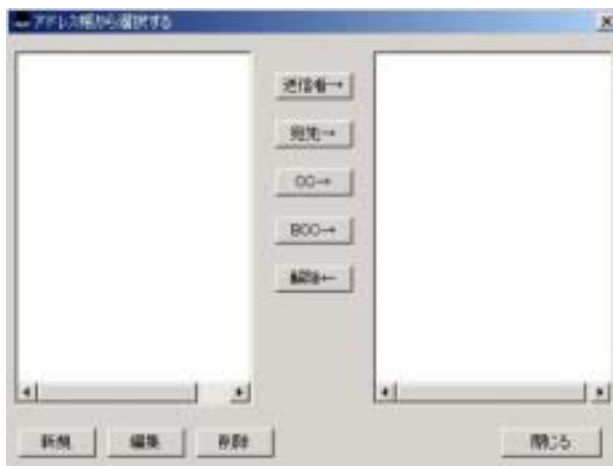 アドレス帳から選択する
送信者→
宛先→
CC→
BCC→
解除←
新規
編集
削除
閉じる